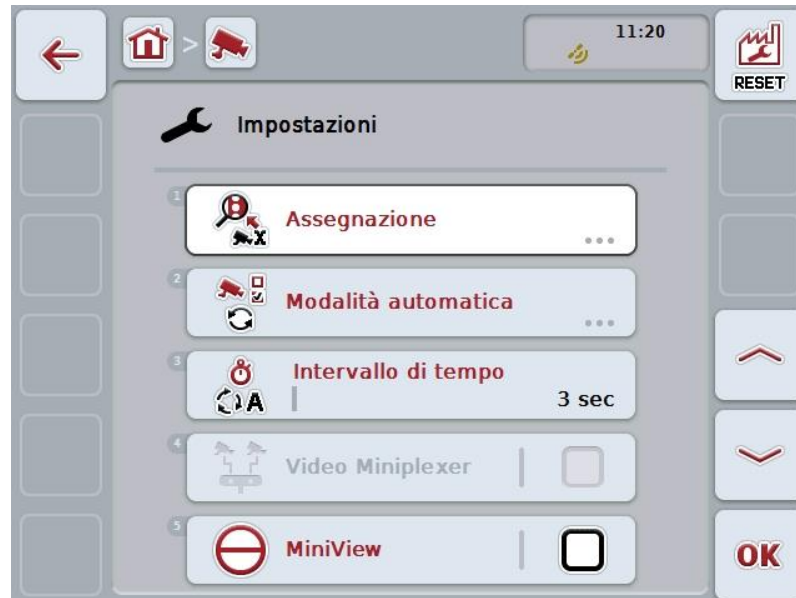 11:20
RESET
Impostazioni
1
Assegnazione
...
2
Modalità automatica
...
3
Intervallo di tempo
A
3 sec
4
Video Miniplexer
5
MiniView
OK